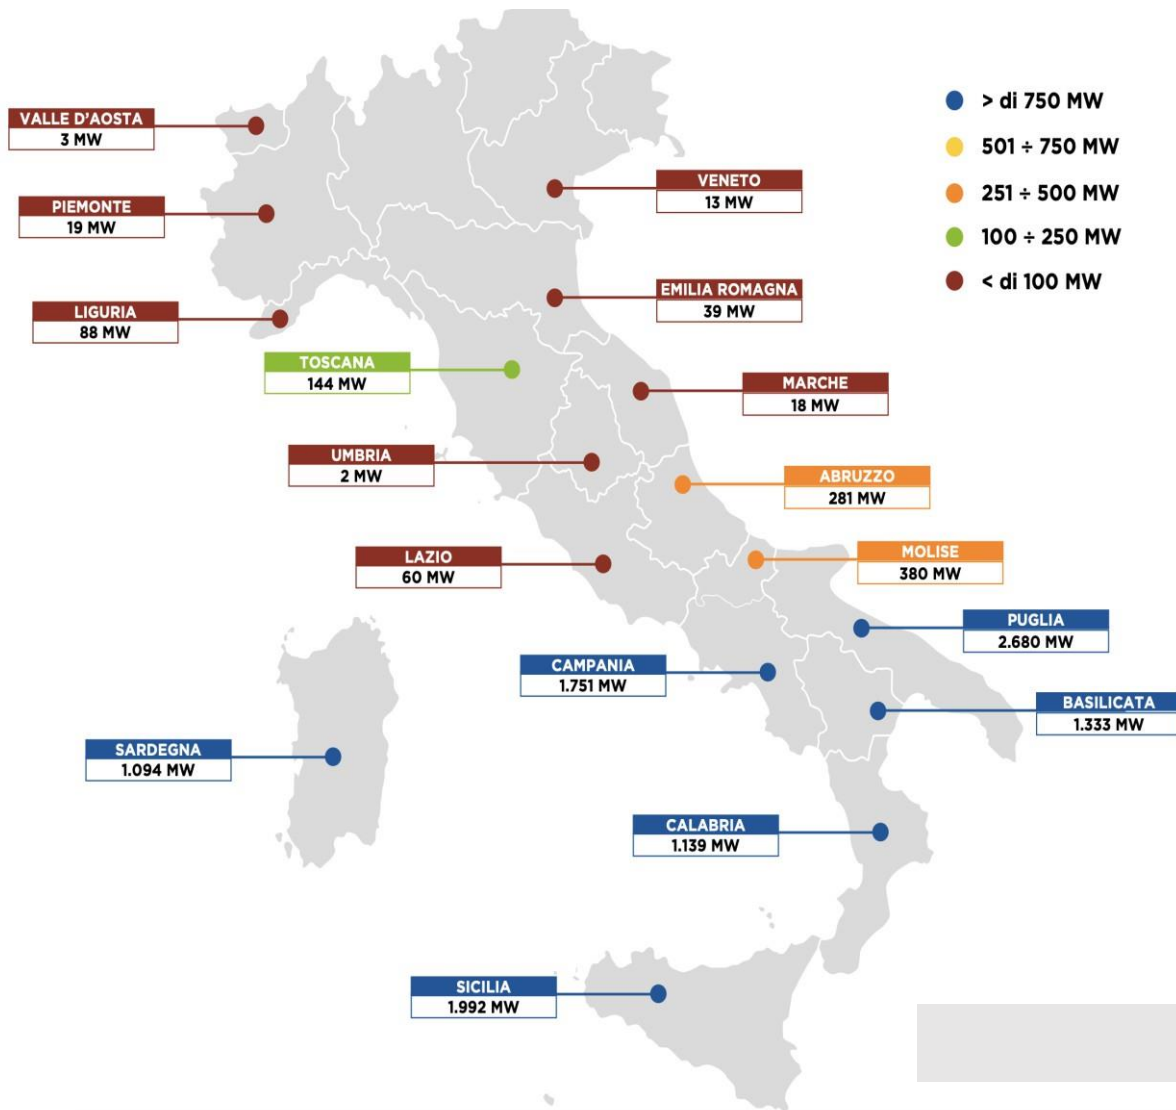 > di 750 MW
501 ÷ 750 MW
251 ÷ 500 MW
100 ÷ 250 MW
< di 100 MW
VALLE D'AOSTA
3 MW
PIEMONTE
19 MW
VENETO
13 MW
LIGURIA
88 MW
EMILIA ROMAGNA
39 MW
TOSCANA
144 MW
MARCHE
18 MW
UMBRIA
2 MW
ABRUZZO
281 MW
LAZIO
60 MW
MOLISE
380 MW
PUGLIA
2.680 MW
CAMPANIA
1.751 MW
BASILICATA
1.333 MW
SARDEGNA
1.094 MW
CALABRIA
1.139 MW
SICILIA
1.992 MW